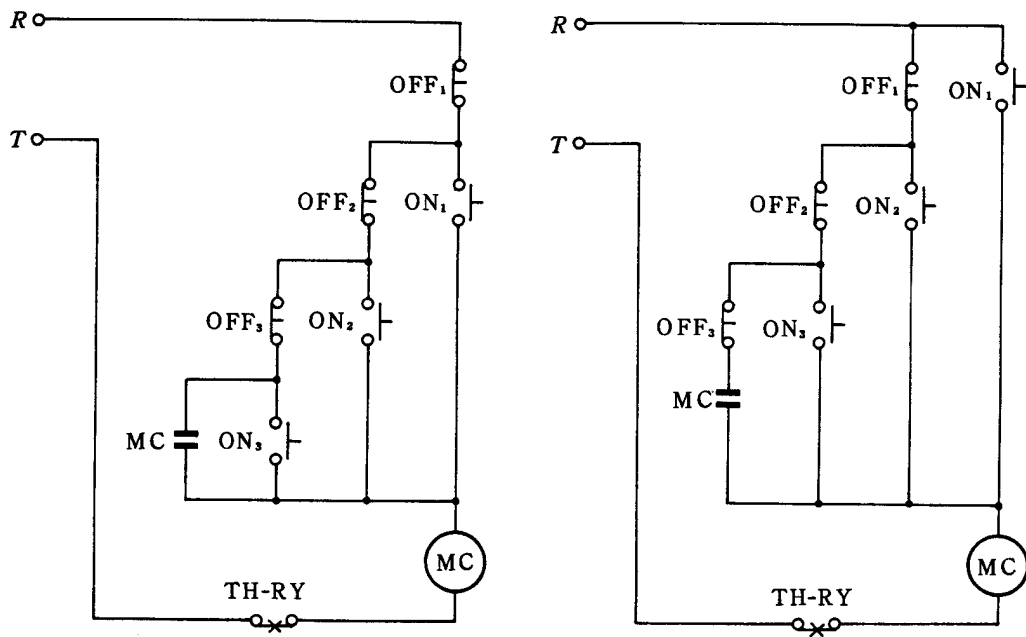 R
OFF₁
T
OFF₂
ON₁
OFF₃
ON₂
MC
ON₃
MC
TH-RY
R
OFF₁
ON₁
T
OFF₂
ON₂
OFF₃
ON₃
MC
MC
TH-RY